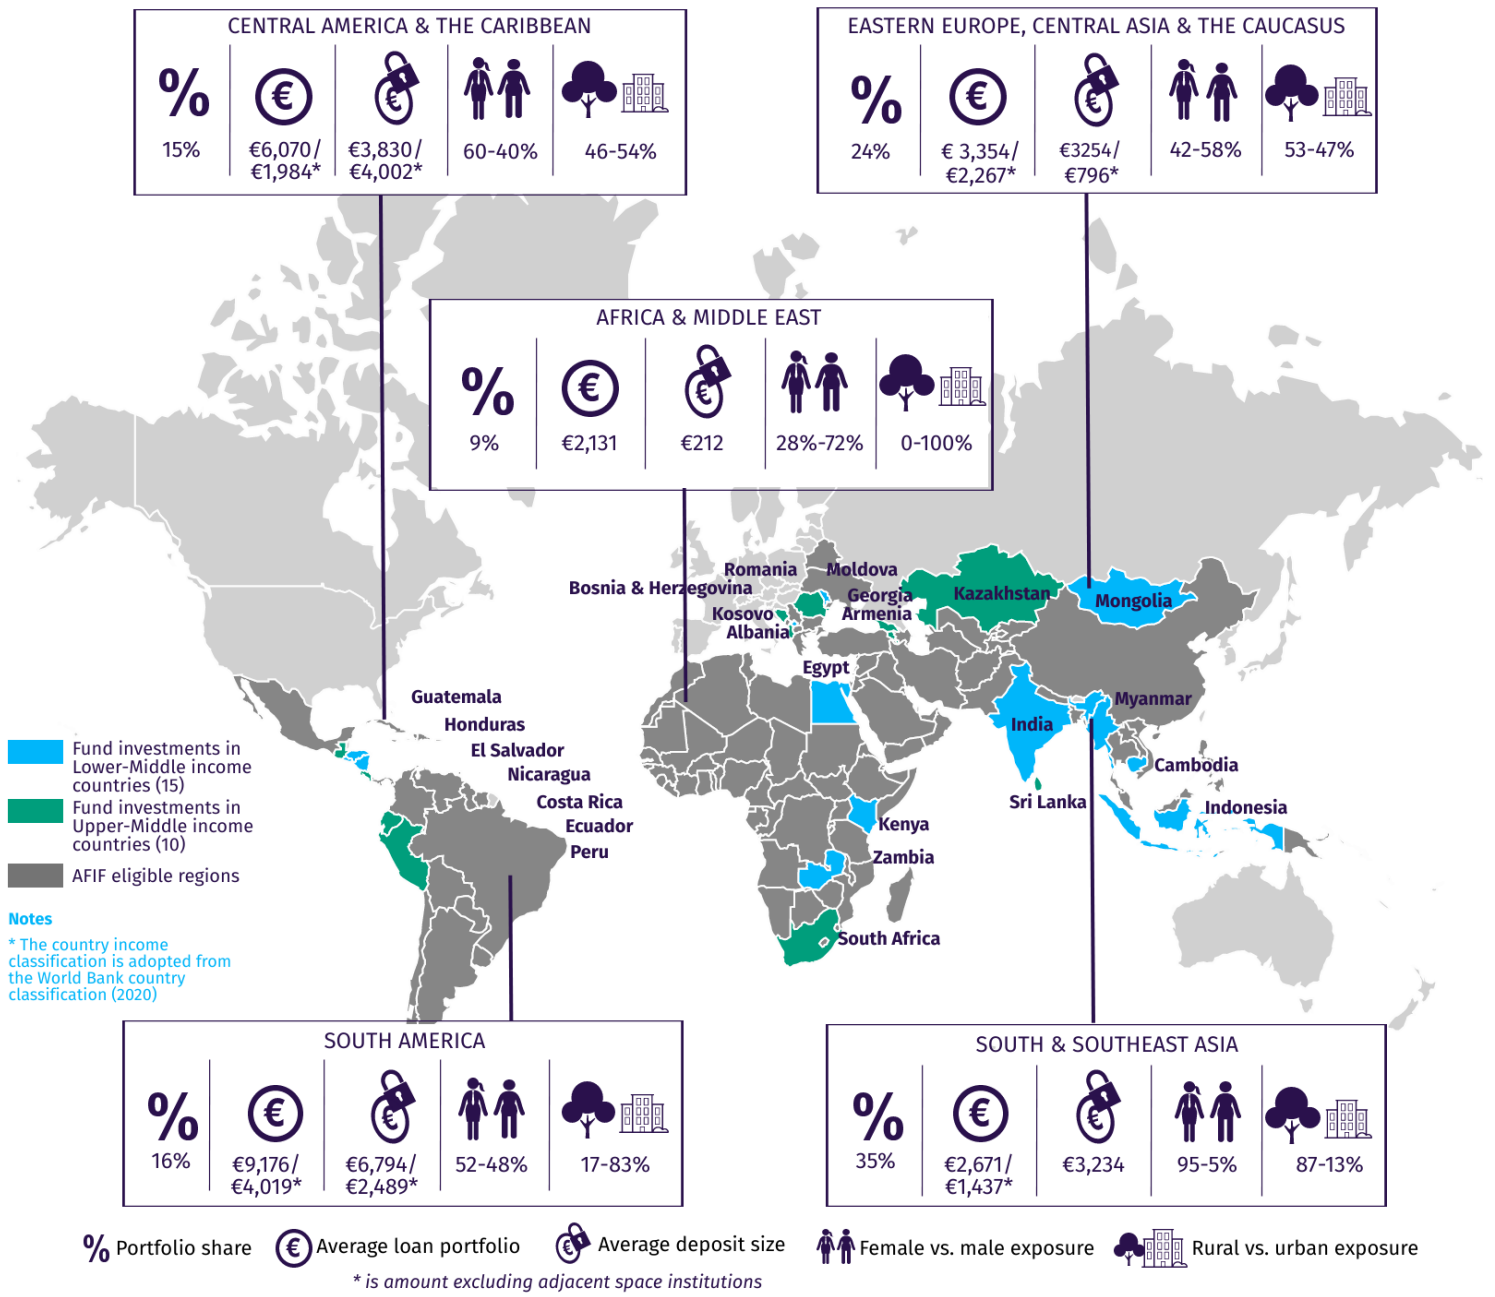 CENTRAL AMERICA & THE CARIBBEAN
%
€
€
15%
€6,070/
€1,984*
€3,830/
€4,002*
60-40%
46-54%
EASTERN EUROPE, CENTRAL ASIA & THE CAUCASUS
%
€
€
24%
€ 3,354/
€2,267*
€3254/
€796*
42-58%
53-47%
AFRICA & MIDDLE EAST
%
€
€
9%
€2,131
€212
28%-72%
0-100%
Romania
Moldova
Bosnia & Herzegovina
Georgia
Kazakhstan
Mongolia
Kosovo
Armenia
Albania
Egypt
Guatemala
Honduras
El Salvador
Nicaragua
Costa Rica
Ecuador
Peru
Myanmar
India
Cambodia
Sri Lanka
Indonesia
Kenya
Zambia
South Africa
Fund investments in
Lower-Middle income
countries (15)
Fund investments in
Upper-Middle income
countries (10)
AFIF eligible regions
Notes
* The country income
classification is adopted from
the World Bank country
classification (2020)
SOUTH AMERICA
%
€
€
16%
€9,176/
€4,019*
€6,794/
€2,489*
52-48%
17-83%
SOUTH & SOUTHEAST ASIA
%
€
€
35%
€2,671/
€1,437*
€3,234
95-5%
87-13%
% Portfolio share
€ Average loan portfolio
€ Average deposit size
Female vs. male exposure
Rural vs. urban exposure
* is amount excluding adjacent space institutions